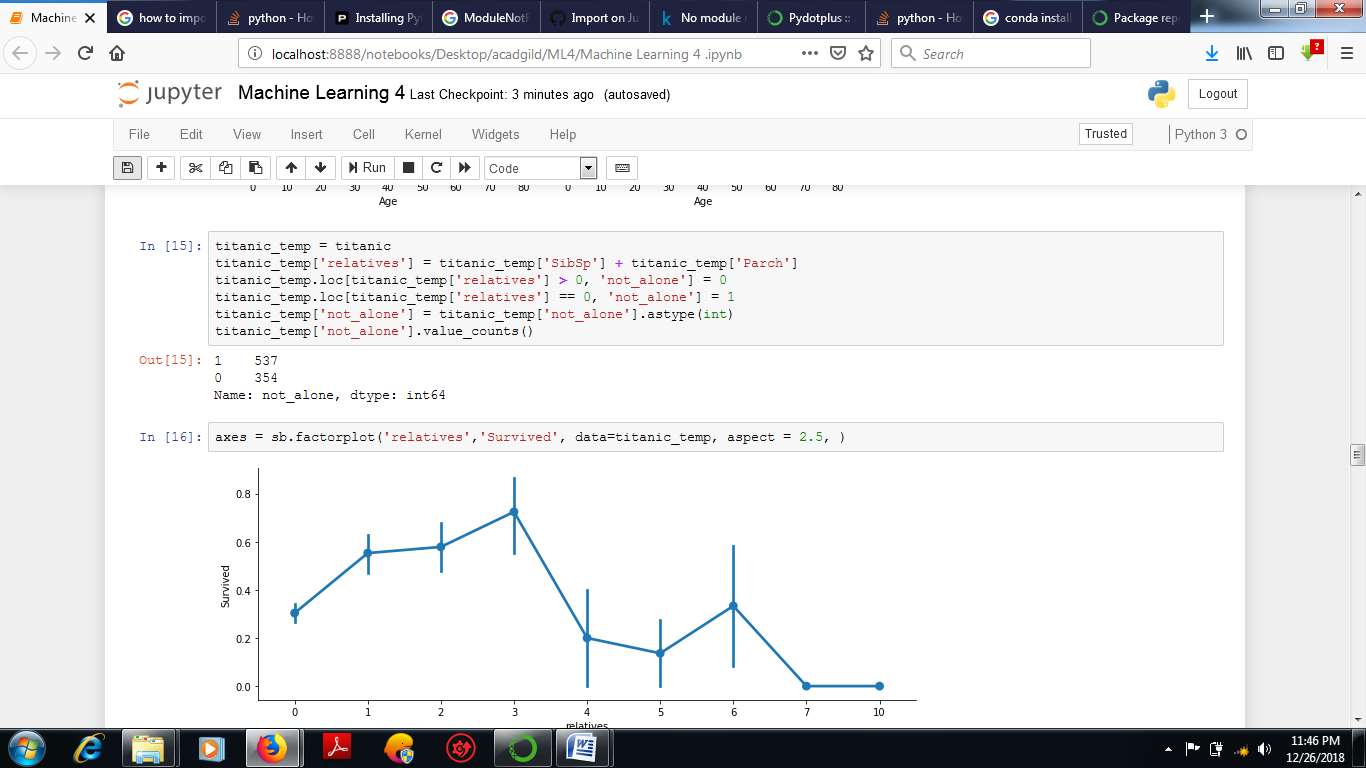 Machine
how to impo
python - Ho
Installing Py
ModuleNotF
Import on Ju
No module
Pydotplus ::
python - Ho
conda install
Package rep
localhost:8888/notebooks/Desktop/acadgild/ML4/Machine Learning 4 .ipynb
Search
?
jupyter Machine Learning 4 Last Checkpoint: 3 minutes ago (autosaved)
Logout
File Edit View Insert Cell Kernel Widgets Help
Trusted
Python 3
Run
Code
0 10 20 30 40 50 60 70 80 0 10 20 30 40 50 60 70 80
Age Age
In [15]: titanic_temp = titanic
titanic_temp['relatives'] = titanic_temp['SibSp'] + titanic_temp['Parch']
titanic_temp.loc[titanic_temp['relatives'] > 0, 'not_alone'] = 0
titanic_temp.loc[titanic_temp['relatives'] == 0, 'not_alone'] = 1
titanic_temp['not_alone'] = titanic_temp['not_alone'].astype(int)
titanic_temp['not_alone'].value_counts()
Out[15]: 1 537
0 354
Name: not_alone, dtype: int64
In [16]: axes = sb.factorplot('relatives','Survived', data=titanic_temp, aspect = 2.5, )
0.8
0.6
0.4
0.2
0.0
Survived
0 1 2 3 4 5 6 7 10
relatives
11:46 PM
12/26/2018